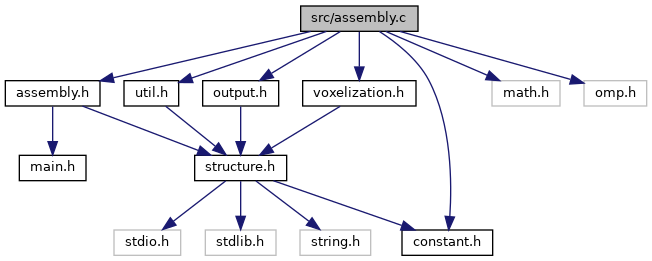 src/assembly.c
assembly.h
util.h
output.h
voxelization.h
math.h
omp.h
main.h
structure.h
stdio.h
stdlib.h
string.h
constant.h